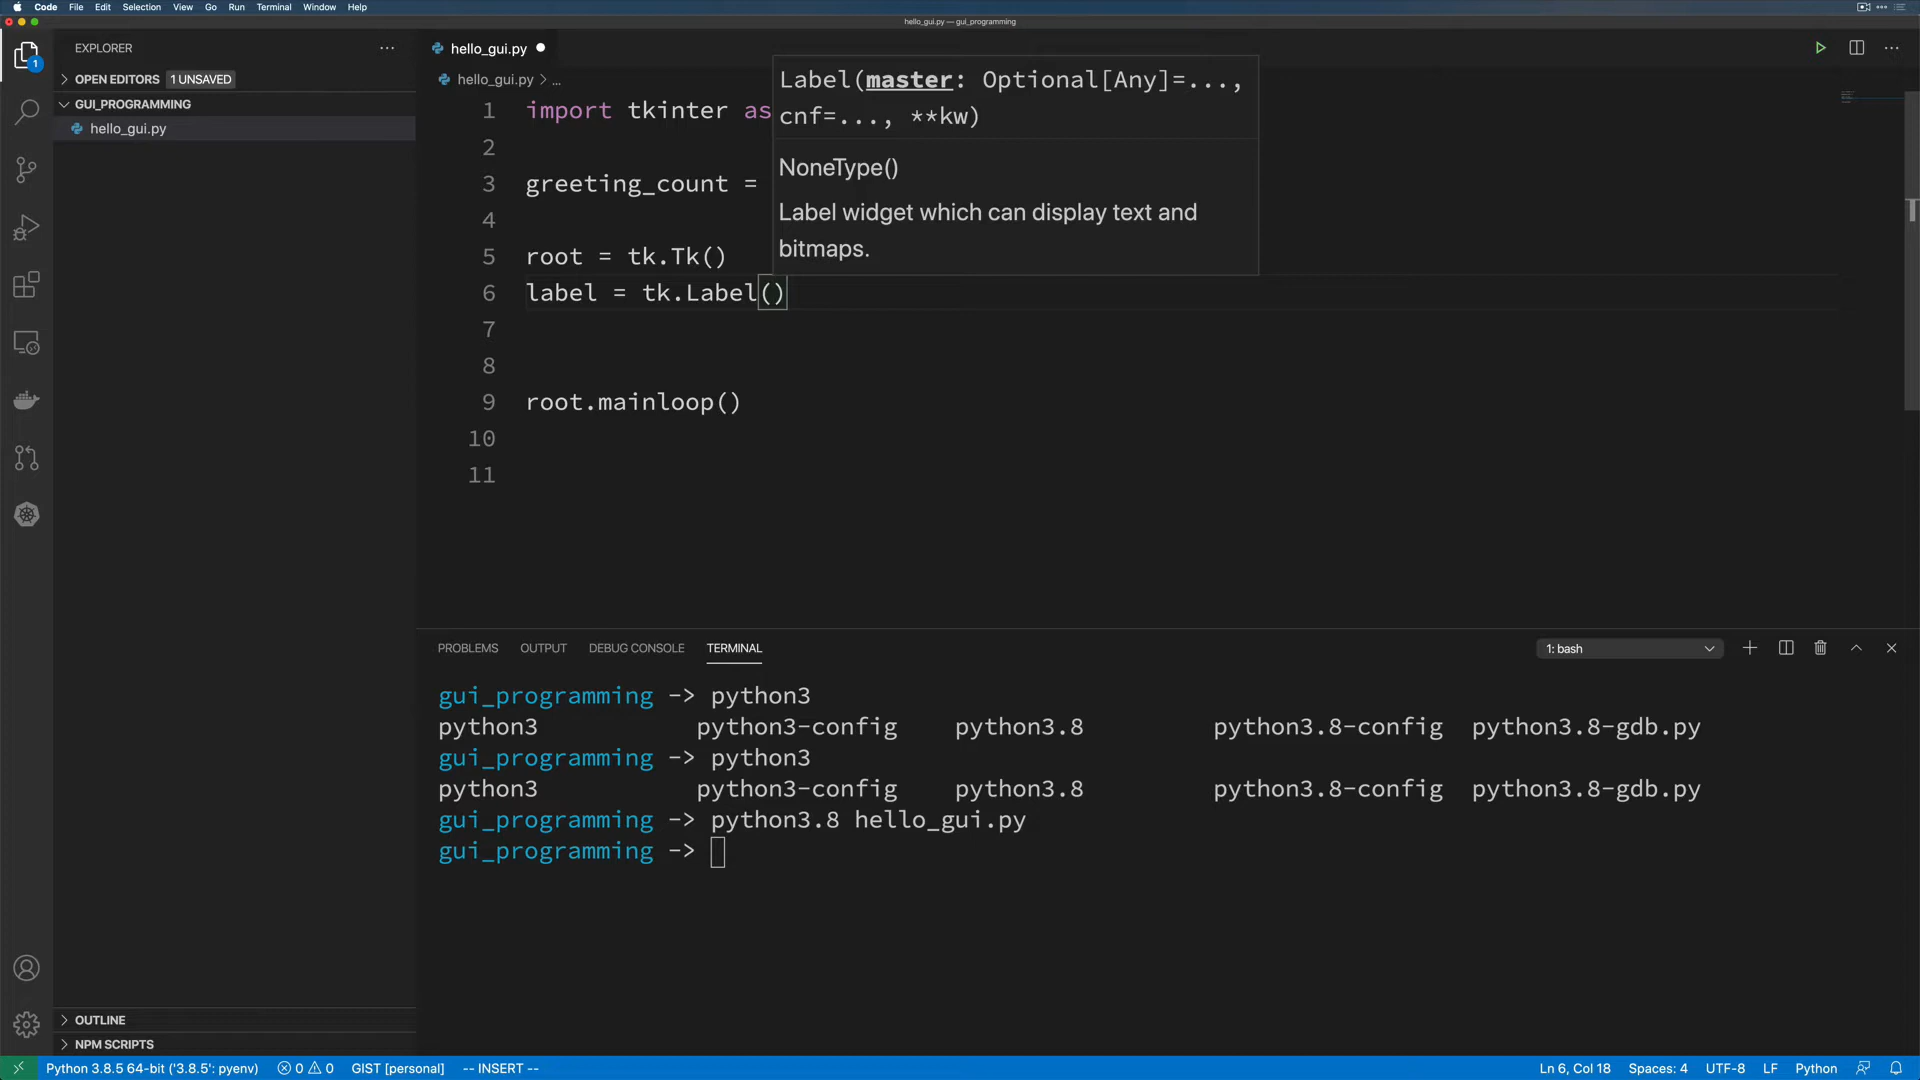 Code File Edit Selection View Go Run Terminal Window Help
hello_gui.py — gui_programming
EXPLORER
hello_gui.py
OPEN EDITORS 1 UNSAVED
hello_gui.py > ...
GUI_PROGRAMMING
hello_gui.py
1
Label(master: Optional[Any]=...,
cnf=..., **kw)
NoneType()
Label widget which can display text and
bitmaps.
1 import tkinter as
2
3 greeting_count =
4
5 root = tk.Tk()
6 label = tk.Label()
7
8
9 root.mainloop()
10
11
PROBLEMS OUTPUT DEBUG CONSOLE TERMINAL 1: bash
gui_programming -> python3
python3 python3-config python3.8 python3.8-config python3.8-gdb.py
gui_programming -> python3
python3 python3-config python3.8 python3.8-config python3.8-gdb.py
gui_programming -> python3.8 hello_gui.py
gui_programming ->
OUTLINE
NPM SCRIPTS
Python 3.8.5 64-bit ('3.8.5': pyenv) 0 0 GIST [personal] -- INSERT -- Ln 6, Col 18 Spaces: 4 UTF-8 LF Python